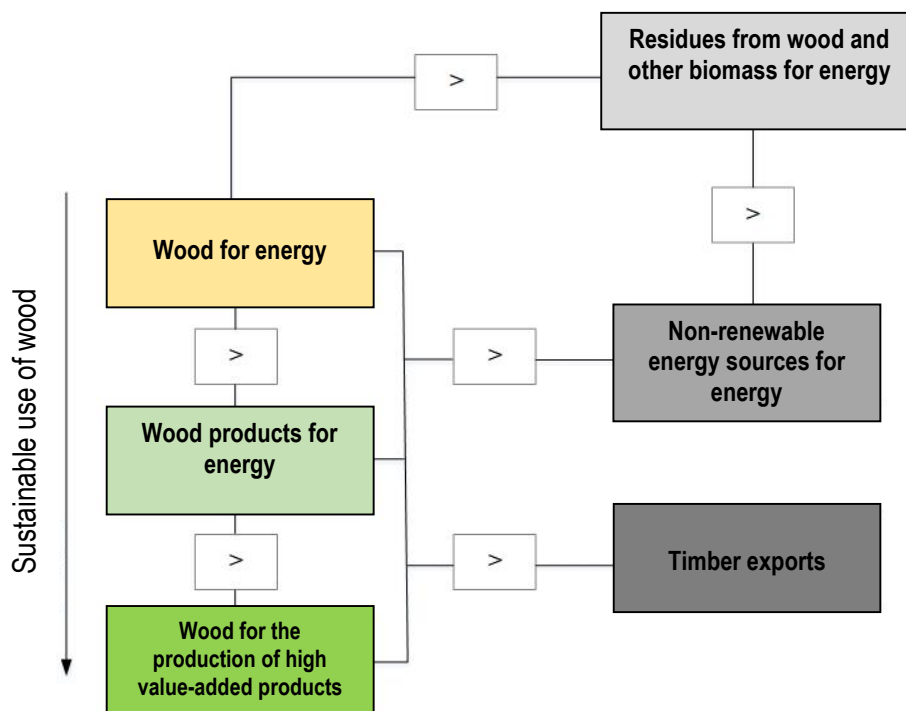 Residues from wood and
other biomass for energy
>
>
Sustainable use of wood
Wood for energy
>
>
Non-renewable
energy sources for
energy
Wood products for
energy
>
>
Timber exports
Wood for the
production of high
value-added products